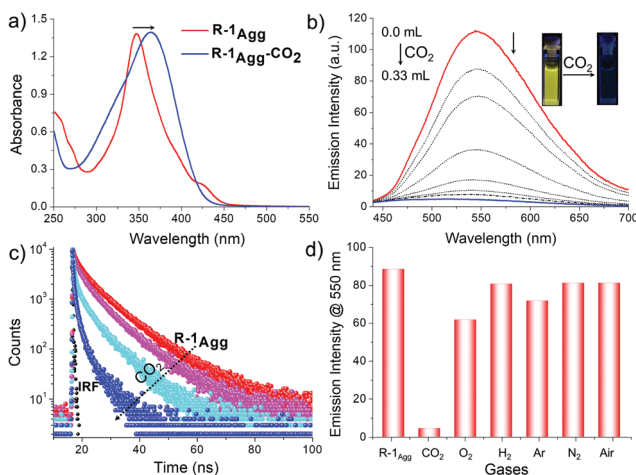 a)
R-1Agg
R-1Agg-CO2
Absorbance
1.5
1.2
0.9
0.6
0.3
0.0
250 300 350 400 450 500 550
Wavelength (nm)
b)
0.0 mL
CO2
0.33 mL
CO2
Emission Intensity (a.u.)
120
100
80
60
40
20
0
450 500 550 600 650 700
Wavelength (nm)
c)
R-1Agg
CO2
IRF
Counts
10^4
10^3
10^2
10^1
20 40 60 80 100
Time (ns)
d)
Emission Intensity @ 550 nm
100
80
60
40
20
0
R-1Agg CO2 O2 H2 Ar N2 Air
Gases